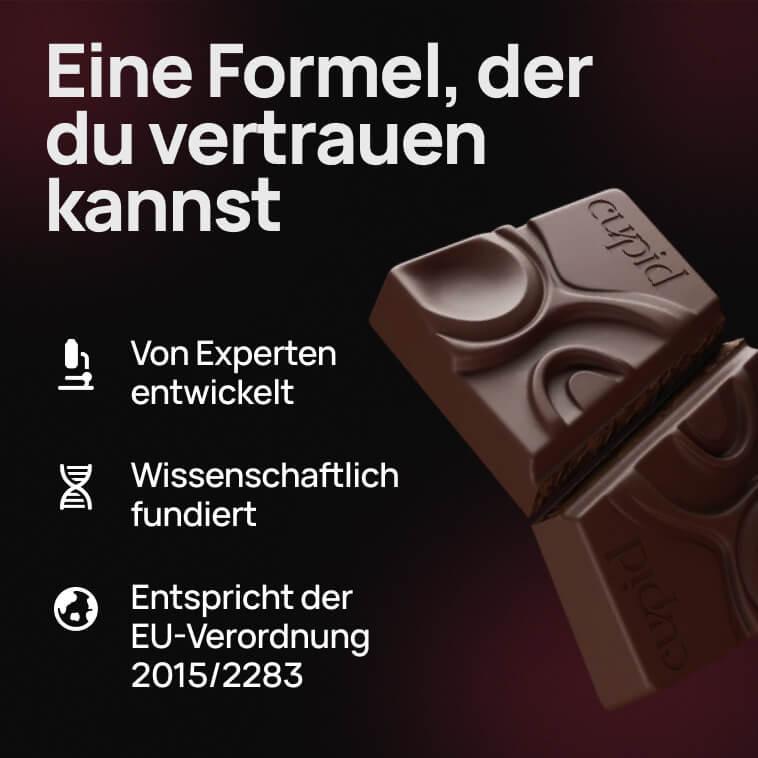 Eine Formel, der
du vertrauen
kannst
cupid
Von Experten
entwickelt
Wissenschaftlich
fundiert
Entspricht der
EU-Verordnung
2015/2283
cupid